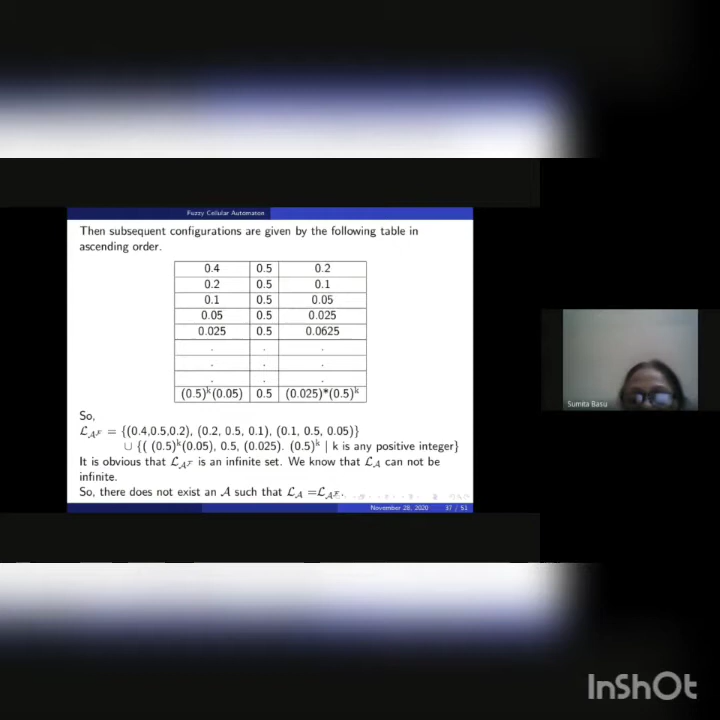 Fuzzy Cellular Automaton
Then subsequent configurations are given by the following table in
ascending order.
0.4 0.5 0.2
0.2 0.5 0.1
0.1 0.5 0.05
0.05 0.5 0.025
0.025 0.5 0.0625
. . .
. . .
. . .
(0.5)ᵏ(0.05) 0.5 (0.025)*(0.5)ᵏ
So,
ℒ_𝒜ℱ = {(0.4,0.5,0.2), (0.2, 0.5, 0.1), (0.1, 0.5, 0.05)}
∪ {( (0.5)ᵏ(0.05), 0.5, (0.025). (0.5)ᵏ | k is any positive integer}
It is obvious that ℒ_𝒜ℱ is an infinite set. We know that ℒ_𝒜 can not be
infinite.
So, there does not exist an 𝒜 such that ℒ_𝒜 =ℒ_𝒜ℱ.
November 28, 2020 37 / 51
Sumita Basu
InShOt